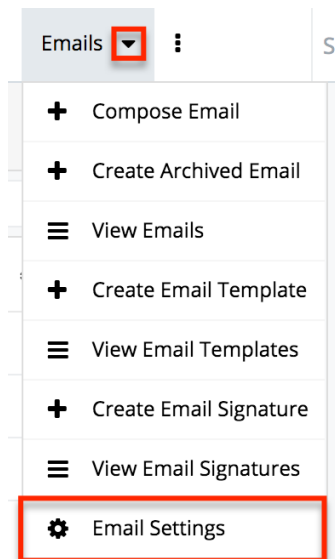 Emails
S
Compose Email
Create Archived Email
View Emails
Create Email Template
View Email Templates
Create Email Signature
View Email Signatures
Email Settings